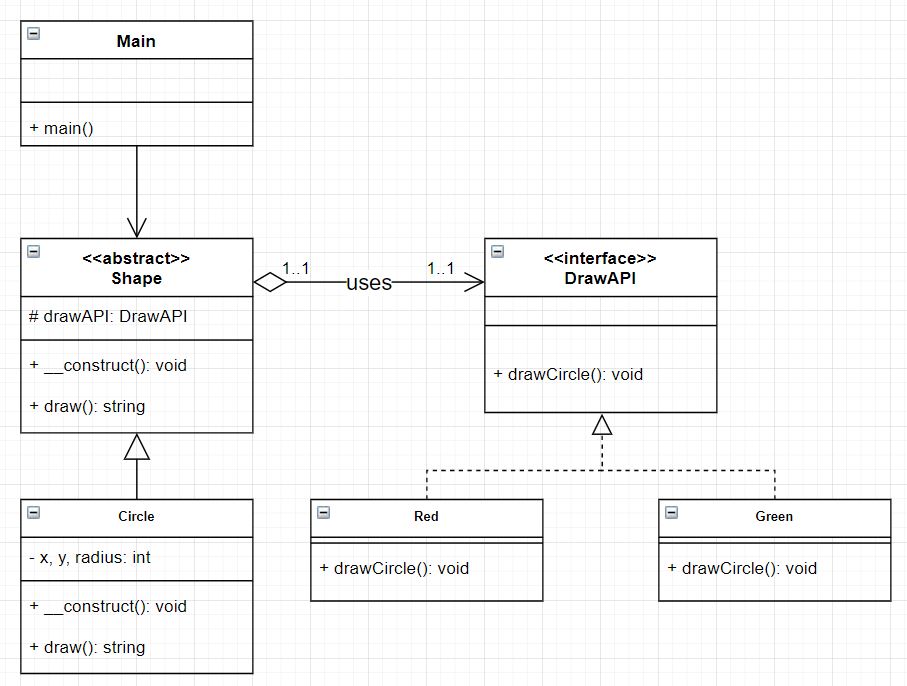 Main
+ main()
<<abstract>>
Shape
# drawAPI: DrawAPI
+ __construct(): void
+ draw(): string
1..1
uses
1..1
<<interface>>
DrawAPI
+ drawCircle(): void
Circle
- x, y, radius: int
+ __construct(): void
+ draw(): string
Red
+ drawCircle(): void
Green
+ drawCircle(): void